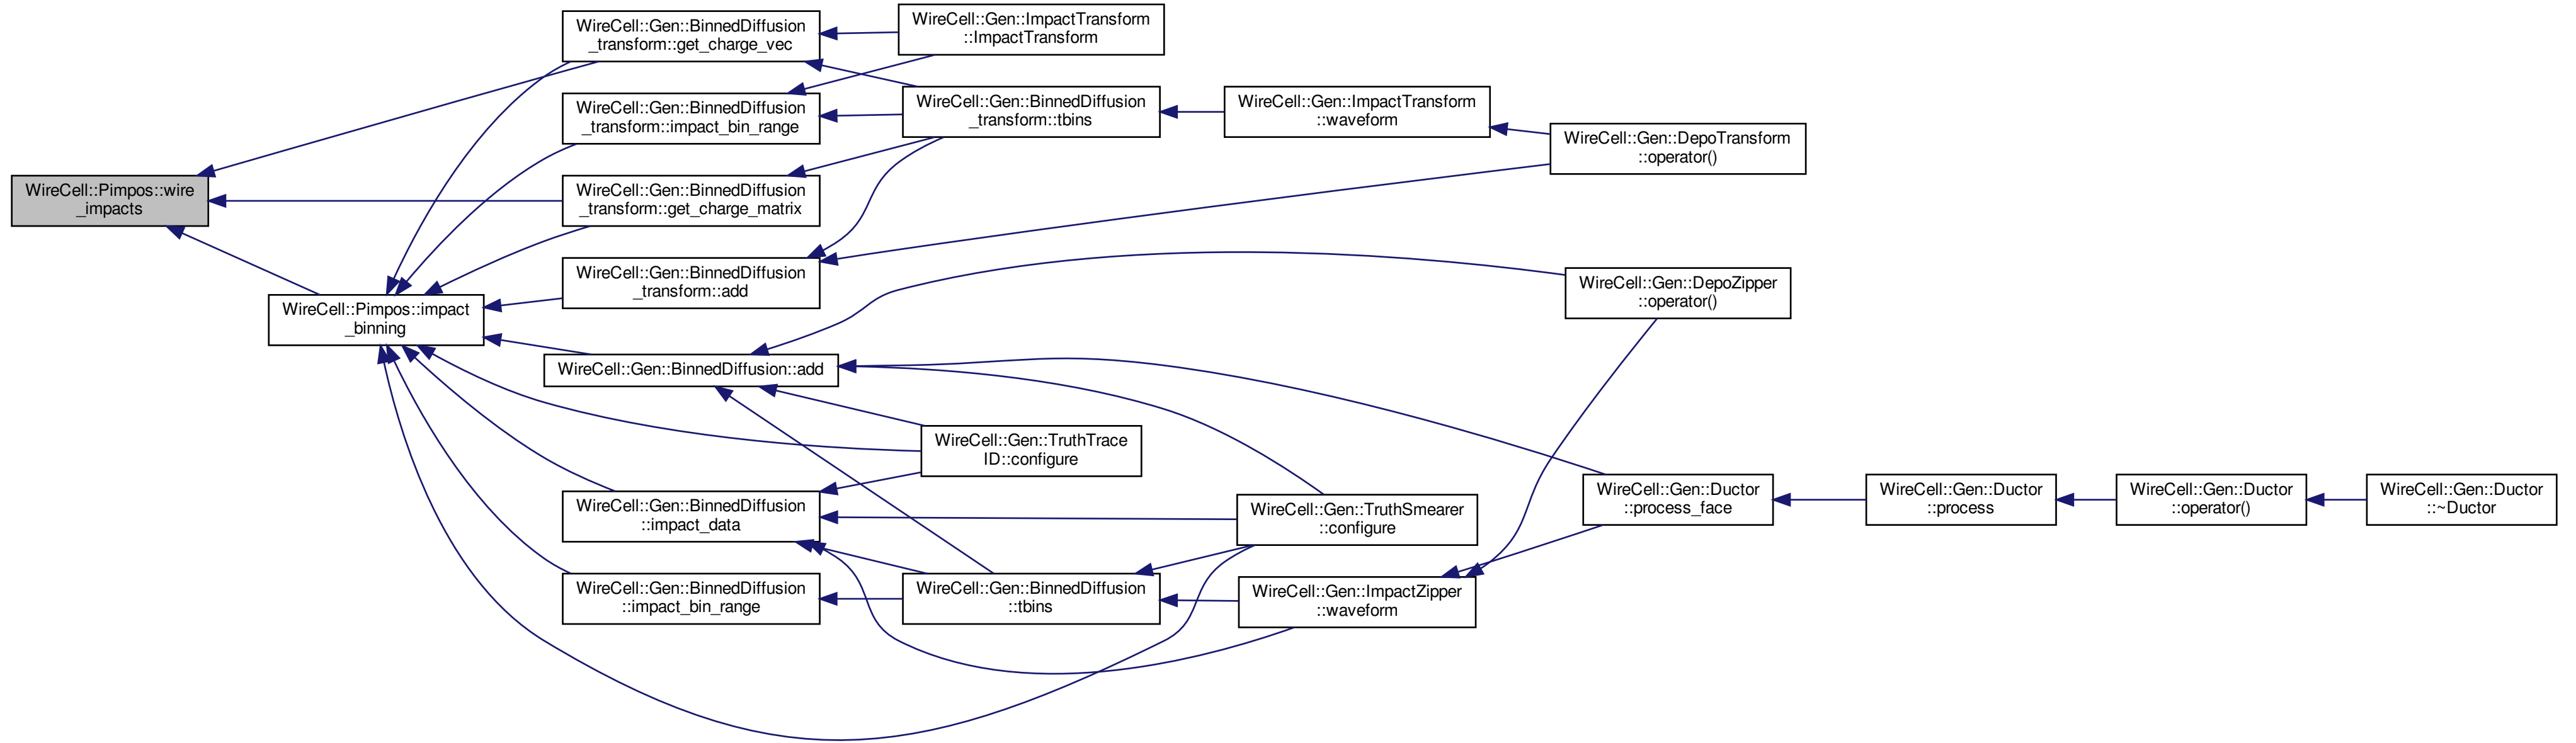 WireCell::Pimpos::wire
_impacts
WireCell::Pimpos::impact
_binning
WireCell::Gen::BinnedDiffusion
_transform::get_charge_vec
WireCell::Gen::BinnedDiffusion
_transform::impact_bin_range
WireCell::Gen::BinnedDiffusion
_transform::get_charge_matrix
WireCell::Gen::BinnedDiffusion
_transform::add
WireCell::Gen::BinnedDiffusion::add
WireCell::Gen::BinnedDiffusion
::impact_data
WireCell::Gen::BinnedDiffusion
::impact_bin_range
WireCell::Gen::ImpactTransform
::ImpactTransform
WireCell::Gen::BinnedDiffusion
_transform::tbins
WireCell::Gen::TruthTrace
ID::configure
WireCell::Gen::BinnedDiffusion
::tbins
WireCell::Gen::ImpactTransform
::waveform
WireCell::Gen::TruthSmearer
::configure
WireCell::Gen::ImpactZipper
::waveform
WireCell::Gen::DepoTransform
::operator()
WireCell::Gen::DepoZipper
::operator()
WireCell::Gen::Ductor
::process_face
WireCell::Gen::Ductor
::process
WireCell::Gen::Ductor
::operator()
WireCell::Gen::Ductor
::~Ductor